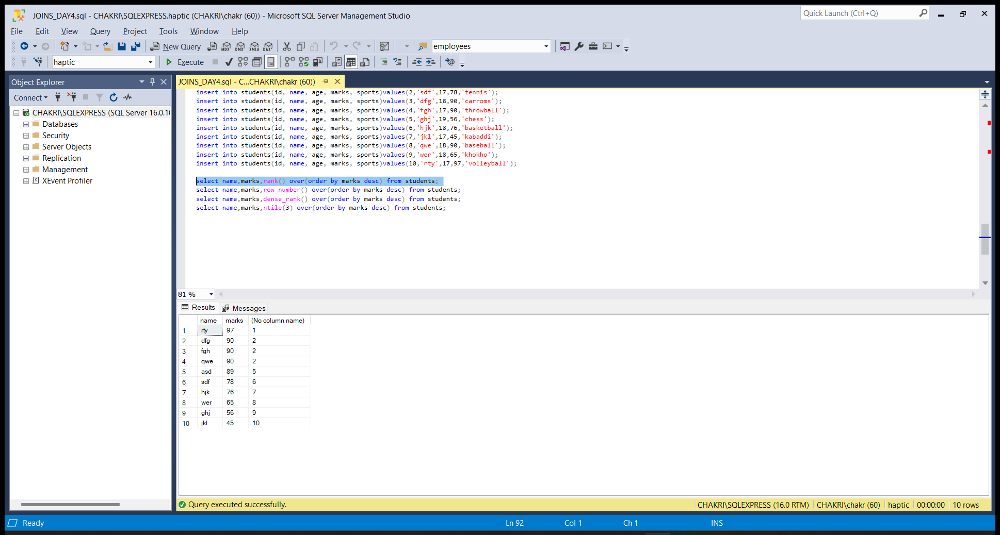 JOINS_DAY4.sql - CHAKRI\SQLEXPRESS.haptic (CHAKRI\chakr (60)) - Microsoft SQL Server Management Studio
Quick Launch (Ctrl+Q)
File Edit View Query Project Tools Window Help
New Query MDX DMX XMLA DAX employees
haptic Execute
Object Explorer
JOINS_DAY4.sql - C...CHAKRI\chakr (60))
Connect
CHAKRI\SQLEXPRESS (SQL Server 16.0.10
Databases
Security
Server Objects
Replication
Management
XEvent Profiler
insert into students(id, name, age, marks, sports)values(2,'sdf',17,78,'tennis');
insert into students(id, name, age, marks, sports)values(3,'dfg',18,90,'carroms');
insert into students(id, name, age, marks, sports)values(4,'fgh',17,90,'throwball');
insert into students(id, name, age, marks, sports)values(5,'ghj',19,56,'chess');
insert into students(id, name, age, marks, sports)values(6,'hjk',18,76,'basketball');
insert into students(id, name, age, marks, sports)values(7,'jkl',17,45,'kabaddi');
insert into students(id, name, age, marks, sports)values(8,'qwe',18,90,'baseball');
insert into students(id, name, age, marks, sports)values(9,'wer',18,65,'khokho');
insert into students(id, name, age, marks, sports)values(10,'rty',17,97,'volleyball');
select name,marks,rank() over(order by marks desc) from students;
select name,marks,row_number() over(order by marks desc) from students;
select name,marks,dense_rank() over(order by marks desc) from students;
select name,marks,ntile(3) over(order by marks desc) from students;
81 %
Results Messages
name marks (No column name)
1 rty 97 1
2 dfg 90 2
3 fgh 90 2
4 qwe 90 2
5 asd 89 5
6 sdf 78 6
7 hjk 76 7
8 wer 65 8
9 ghj 56 9
10 jkl 45 10
Query executed successfully. CHAKRI\SQLEXPRESS (16.0 RTM) CHAKRI\chakr (60) haptic 00:00:00 10 rows
Ready Ln 92 Col 1 Ch 1 INS